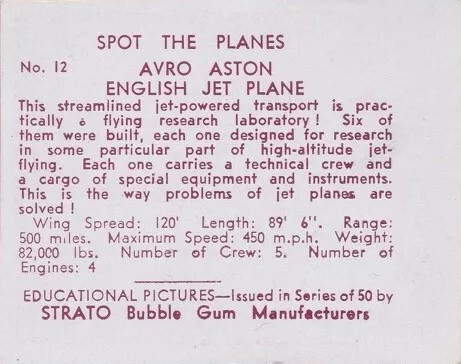 SPOT THE PLANES
No. 12 AVRO ASTON
ENGLISH JET PLANE
This streamlined jet-powered transport is prac-
tically a flying research laboratory! Six of
them were built, each one designed for research
in some particular part of high-altitude jet-
flying. Each one carries a technical crew and
a cargo of special equipment and instruments.
This is the way problems of jet planes are
solved!
Wing Spread: 120' Length: 89' 6". Range:
500 miles. Maximum Speed: 450 m.p.h. Weight:
82,000 lbs. Number of Crew: 5. Number of
Engines: 4
EDUCATIONAL PICTURES—Issued in Series of 50 by
STRATO Bubble Gum Manufacturers